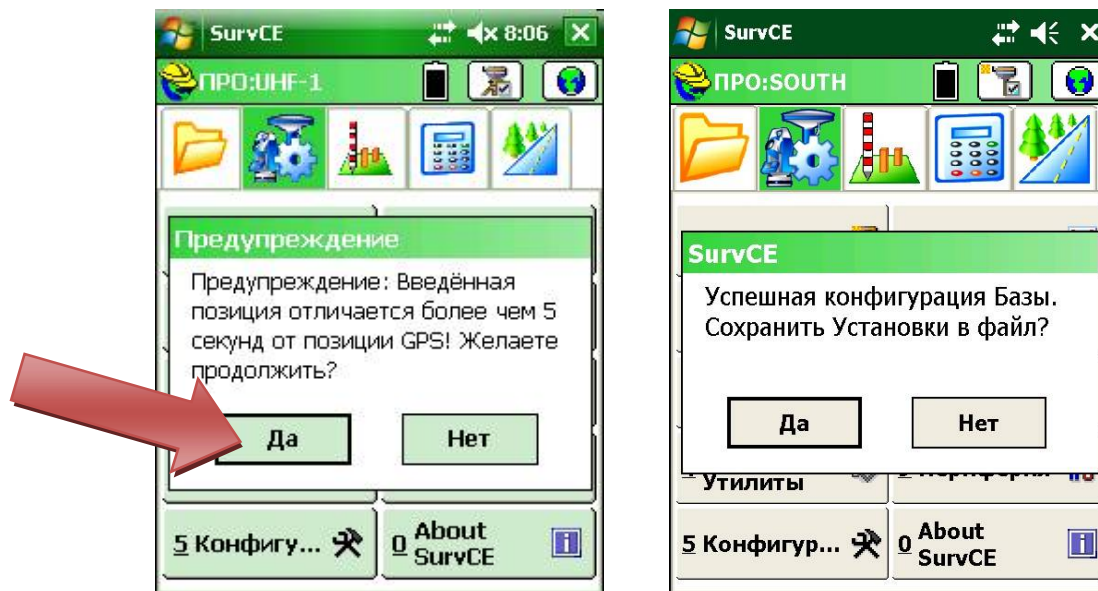 SurvCE
8:06
ПРО:UHF-1
Предупреждение
Предупреждение: Введённая
позиция отличается более чем 5
секунд от позиции GPS! Желаете
продолжить?
Да
Нет
5 Конфигу...
0 About
SurvCE
SurvCE
ПРО:SOUTH
SurvCE
Успешная конфигурация Базы.
Сохранить Установки в файл?
Да
Нет
Утилиты
5 Конфигур...
0 About
SurvCE